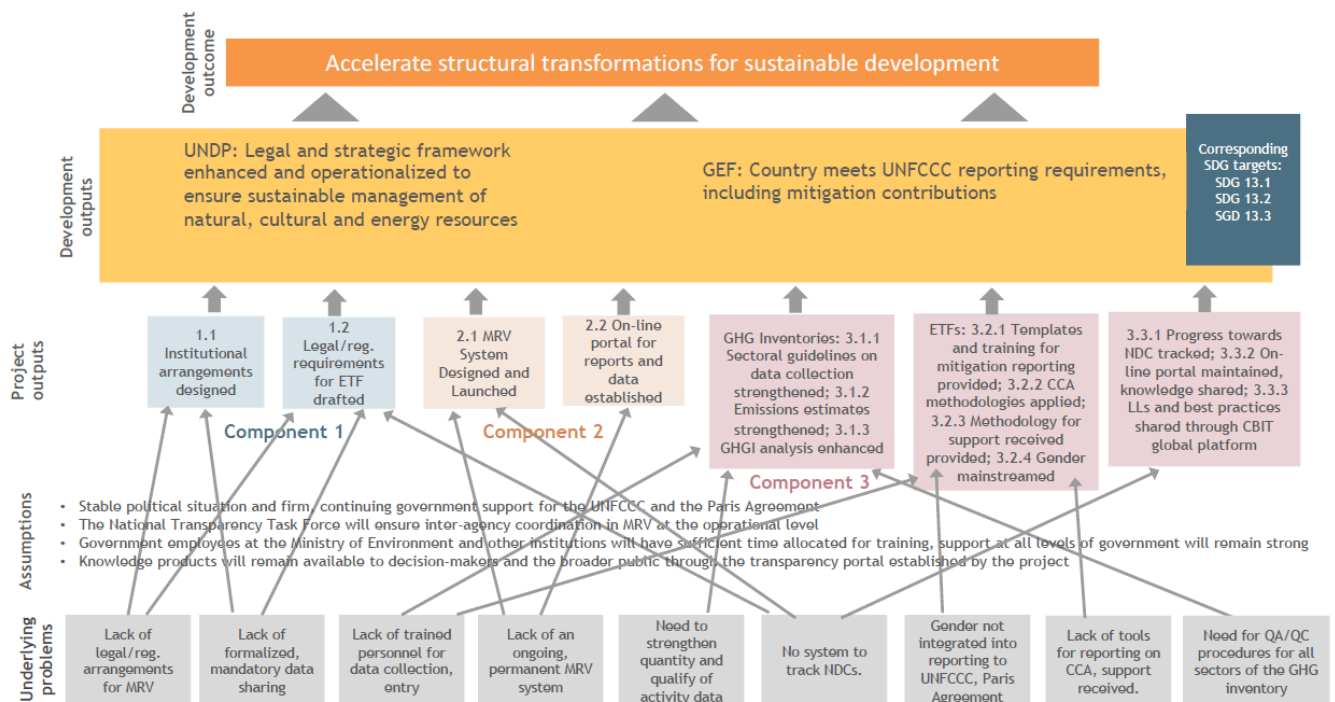 Development
outcome
Accelerate structural transformations for sustainable development
Development
outputs
UNDP: Legal and strategic framework
enhanced and operationalized to
ensure sustainable management of
natural, cultural and energy resources
GEF: Country meets UNFCCC reporting requirements,
including mitigation contributions
Corresponding
SDG targets:
SDG 13.1
SDG 13.2
SGD 13.3
Project
outputs
1.1
Institutional
arrangements
designed
1.2
Legal/reg.
requirements
for ETF
drafted
Component 1
2.1 MRV
System
Designed and
Launched
2.2 On-line
portal for
reports and
data
established
Component 2
GHG Inventories: 3.1.1
Sectoral guidelines on
data collection
strengthened; 3.1.2
Emissions estimates
strengthened; 3.1.3
GHGI analysis enhanced
ETFs: 3.2.1 Templates
and training for
mitigation reporting
provided; 3.2.2 CCA
methodologies applied;
3.2.3 Methodology for
support received
provided; 3.2.4 Gender
mainstreamed
3.3.1 Progress towards
NDC tracked; 3.3.2 On-
line portal maintained,
knowledge shared; 3.3.3
LLs and best practices
shared through CBIT
global platform
Component 3
Assumptions
• Stable political situation and firm, continuing government support for the UNFCCC and the Paris Agreement
• The National Transparency Task Force will ensure inter-agency coordination in MRV at the operational level
• Government employees at the Ministry of Environment and other institutions will have sufficient time allocated for training, support at all levels of government will remain strong
• Knowledge products will remain available to decision-makers and the broader public through the transparency portal established by the project
Underlying
problems
Lack of
legal/reg.
arrangements
for MRV
Lack of
formalized,
mandatory data
sharing
Lack of trained
personnel for
data collection,
entry
Lack of an
ongoing,
permanent MRV
system
Need to
strengthen
quantity and
qualify of
activity data
No system to
track NDCs.
Gender not
integrated into
reporting to
UNFCCC, Paris
Agreement
Lack of tools
for reporting on
CCA, support
received.
Need for QA/QC
procedures for all
sectors of the GHG
inventory